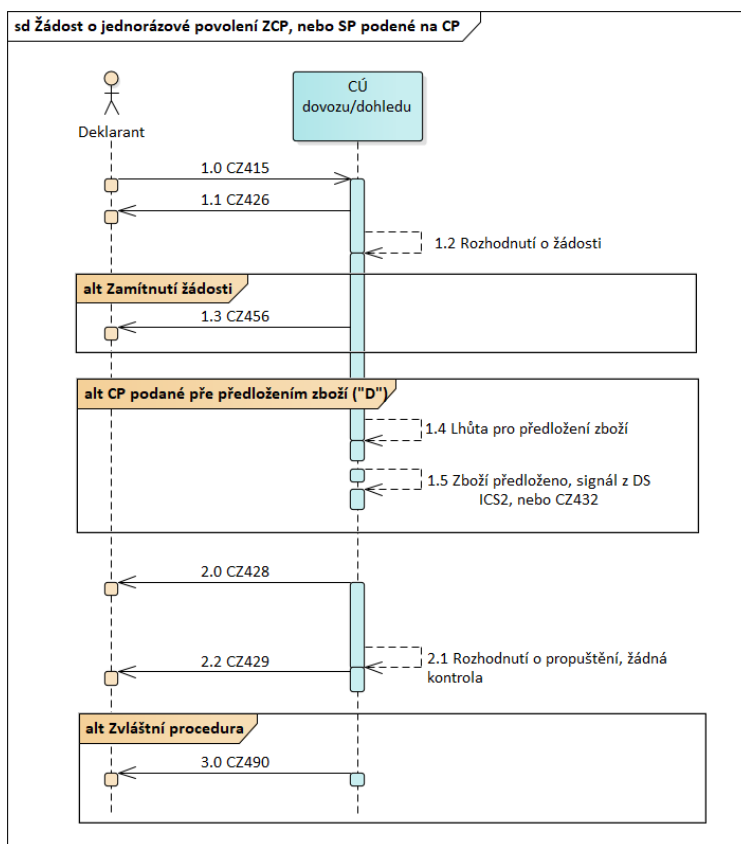 sd Žádost o jednorázové povolení ZCP, nebo SP podené na CP
CÚ
dovozu/dohledu
Deklarant
1.0 CZ415
1.1 CZ426
1.2 Rozhodnutí o žádosti
alt Zamítnutí žádosti
1.3 CZ456
alt CP podané pře předložením zboží ("D")
1.4 Lhůta pro předložení zboží
1.5 Zboží předloženo, signál z DS
ICS2, nebo CZ432
2.0 CZ428
2.1 Rozhodnutí o propuštění, žádná
kontrola
2.2 CZ429
alt Zvláštní procedura
3.0 CZ490